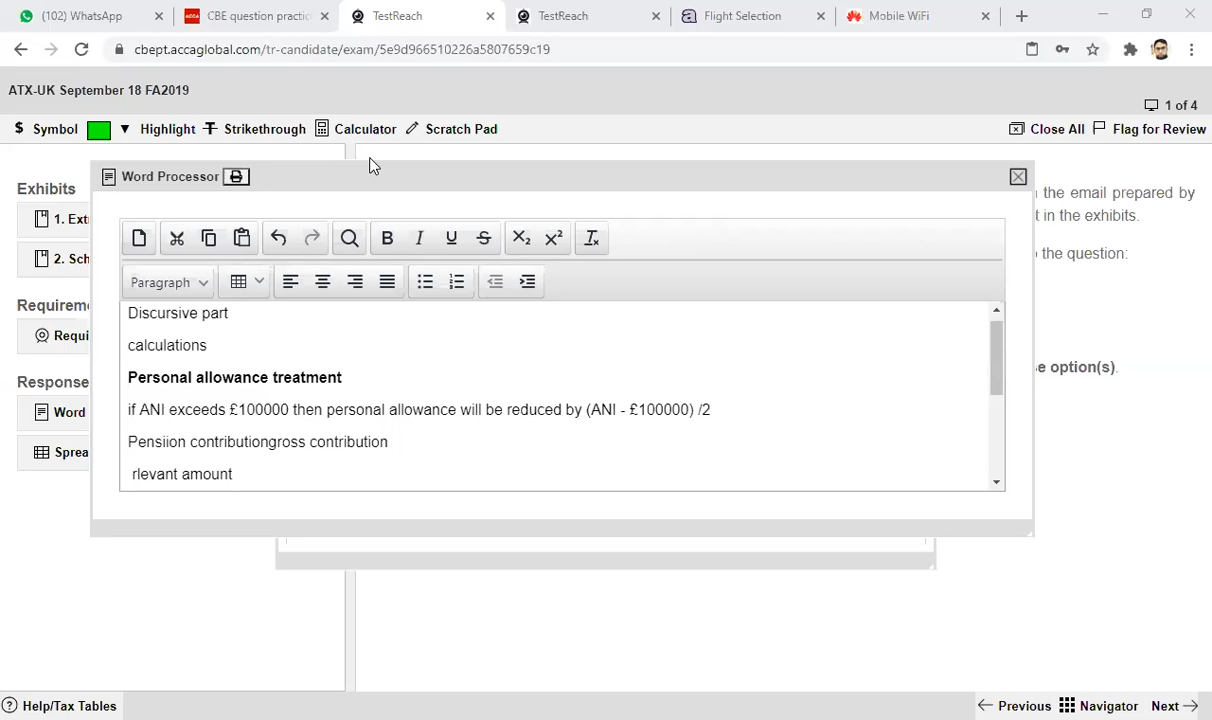 (102) WhatsApp
CBE question practic
TestReach
TestReach
Flight Selection
Mobile WiFi
cbept.accaglobal.com/tr-candidate/exam/5e9d966510226a5807659c19
ATX-UK September 18 FA2019
1 of 4
$ Symbol
Highlight
Strikethrough
Calculator
Scratch Pad
Close All
Flag for Review
Word Processor
Exhibits
1. Ext
2. Sch
the email prepared by
t in the exhibits.
the question:
Requireme
Requi
e option(s).
Response
Word
Sprea
Paragraph
Discursive part
calculations
Personal allowance treatment
if ANI exceeds £100000 then personal allowance will be reduced by (ANI - £100000) /2
Pensiion contributiongross contribution
rlevant amount
Help/Tax Tables
Previous
Navigator
Next